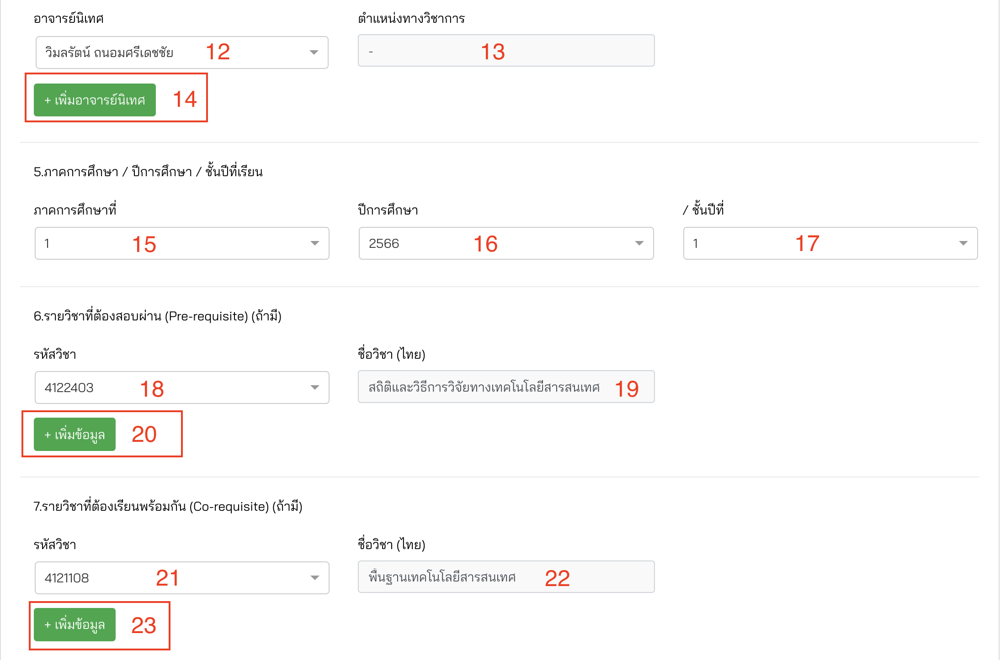 อาจารย์นิเทศ ตำแหน่งทางวิชาการ
วิมลรัตน์ ถนอมศรีเดชชัย 12 - 13
+ เพิ่มอาจารย์นิเทศ 14
5.ภาคการศึกษา / ปีการศึกษา / ชั้นปีที่เรียน
ภาคการศึกษาที่ ปีการศึกษา / ชั้นปีที่
1 15 2566 16 1 17
6.รายวิชาที่ต้องสอบผ่าน (Pre-requisite) (ถ้ามี)
รหัสวิชา ชื่อวิชา (ไทย)
4122403 18 สถิติและวิธีการวิจัยทางเทคโนโลยีสารสนเทศ 19
+ เพิ่มข้อมูล 20
7.รายวิชาที่ต้องเรียนพร้อมกัน (Co-requisite) (ถ้ามี)
รหัสวิชา ชื่อวิชา (ไทย)
4121108 21 พื้นฐานเทคโนโลยีสารสนเทศ 22
+ เพิ่มข้อมูล 23